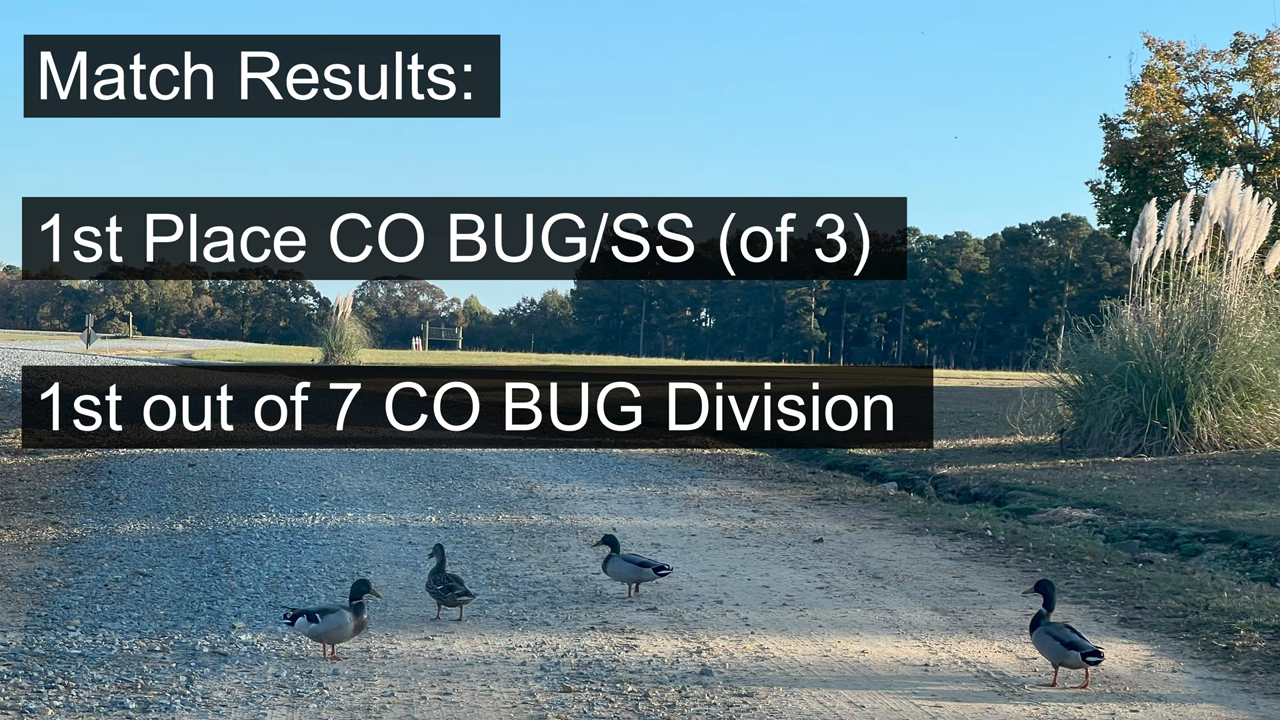 Match Results:
1st Place CO BUG/SS (of 3)
1st out of 7 CO BUG Division